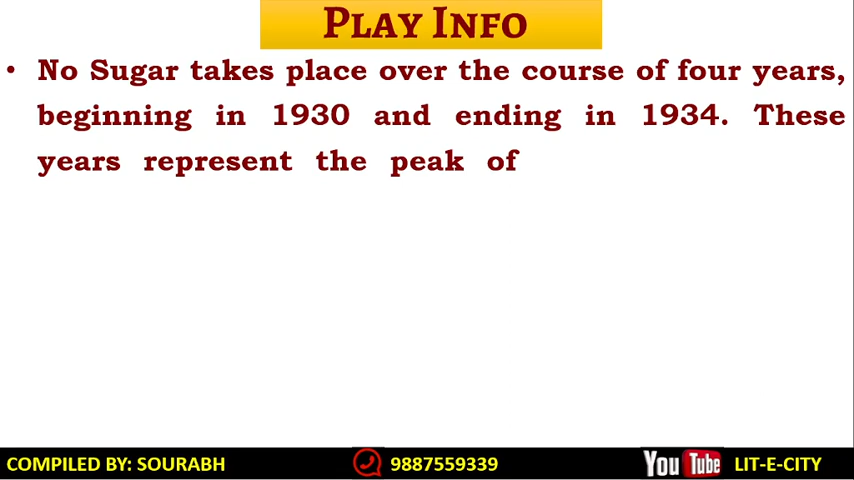 PLAY INFO
• No Sugar takes place over the course of four years,
beginning in 1930 and ending in 1934. These
years represent the peak of
COMPILED BY: SOURABH 9887559339 YouTube LIT-E-CITY